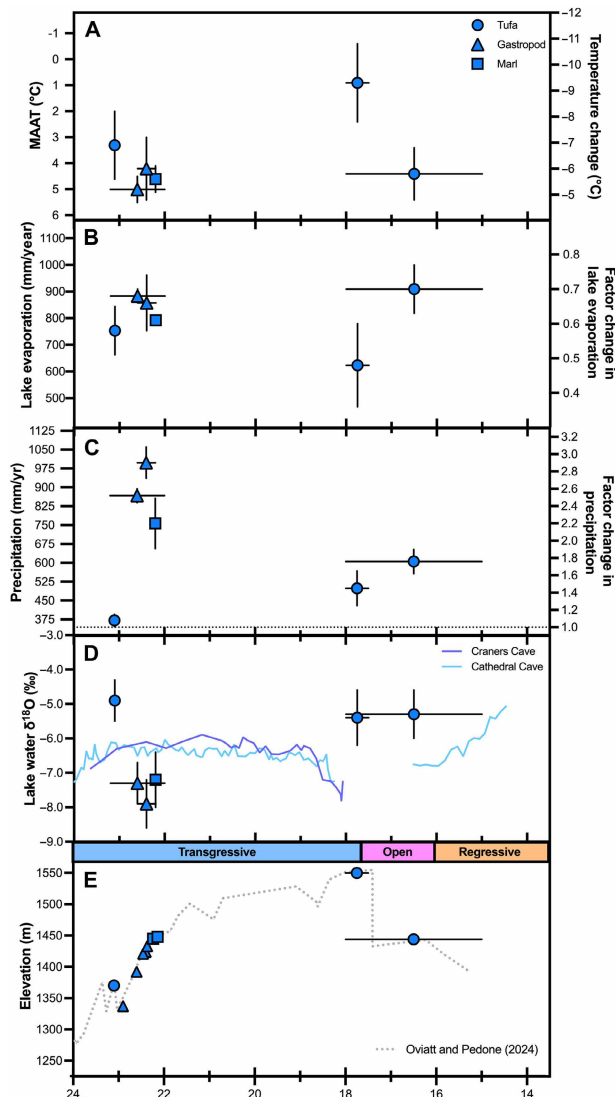 A
Tufa
Gastropod
Marl
MAAT (°C)
-1
0
1
2
3
4
5
6
Temperature change (°C)
−12
−11
−10
−9
−8
−7
−6
−5
B
Lake evaporation (mm/year)
1100
1000
900
800
700
600
500
Factor change in
lake evaporation
0.8
0.7
0.6
0.5
0.4
C
Precipitation (mm/yr)
1125
1050
975
900
825
750
675
600
525
450
375
Factor change in
precipitation
3.2
3.0
2.8
2.6
2.4
2.2
2.0
1.8
1.6
1.4
1.2
1.0
D
Craners Cave
Cathedral Cave
Lake water δ18O (‰)
−3.0
−4.0
−5.0
−6.0
−7.0
−8.0
−9.0
Transgressive
Open
Regressive
E
Elevation (m)
1550
1500
1450
1400
1350
1300
1250
Oviatt and Pedone (2024)
24
22
20
18
16
14